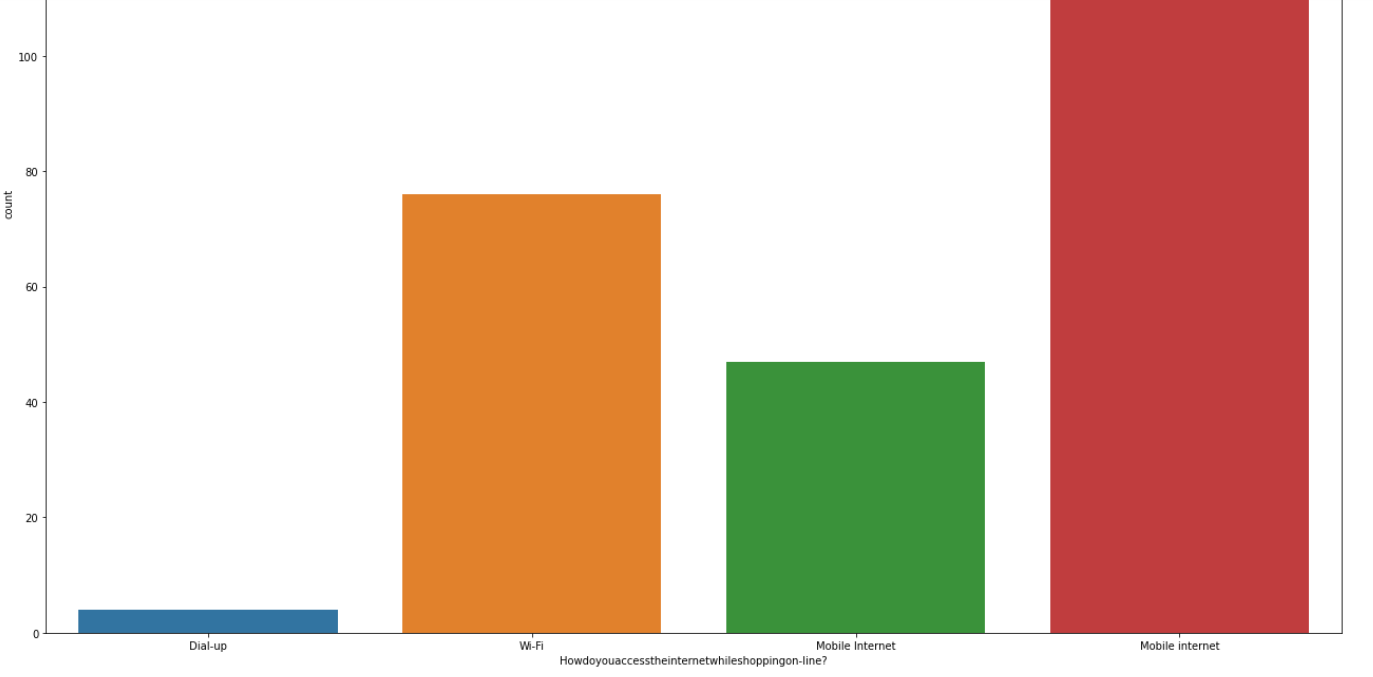 100
80
count
60
40
20
0
Dial-up Wi-Fi Mobile Internet Mobile internet
Howdoyouaccesstheinternetwhileshoppingon-line?